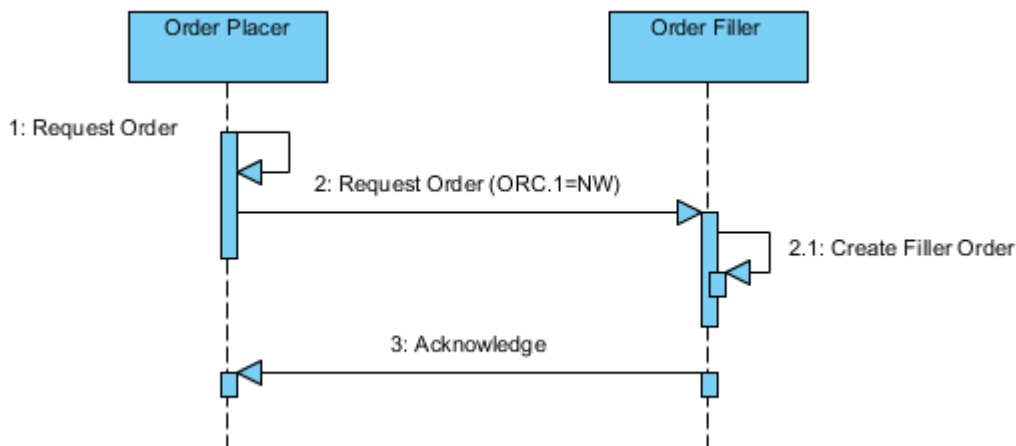 Order Placer
Order Filler
1: Request Order
2: Request Order (ORC.1=NW)
2.1: Create Filler Order
3: Acknowledge